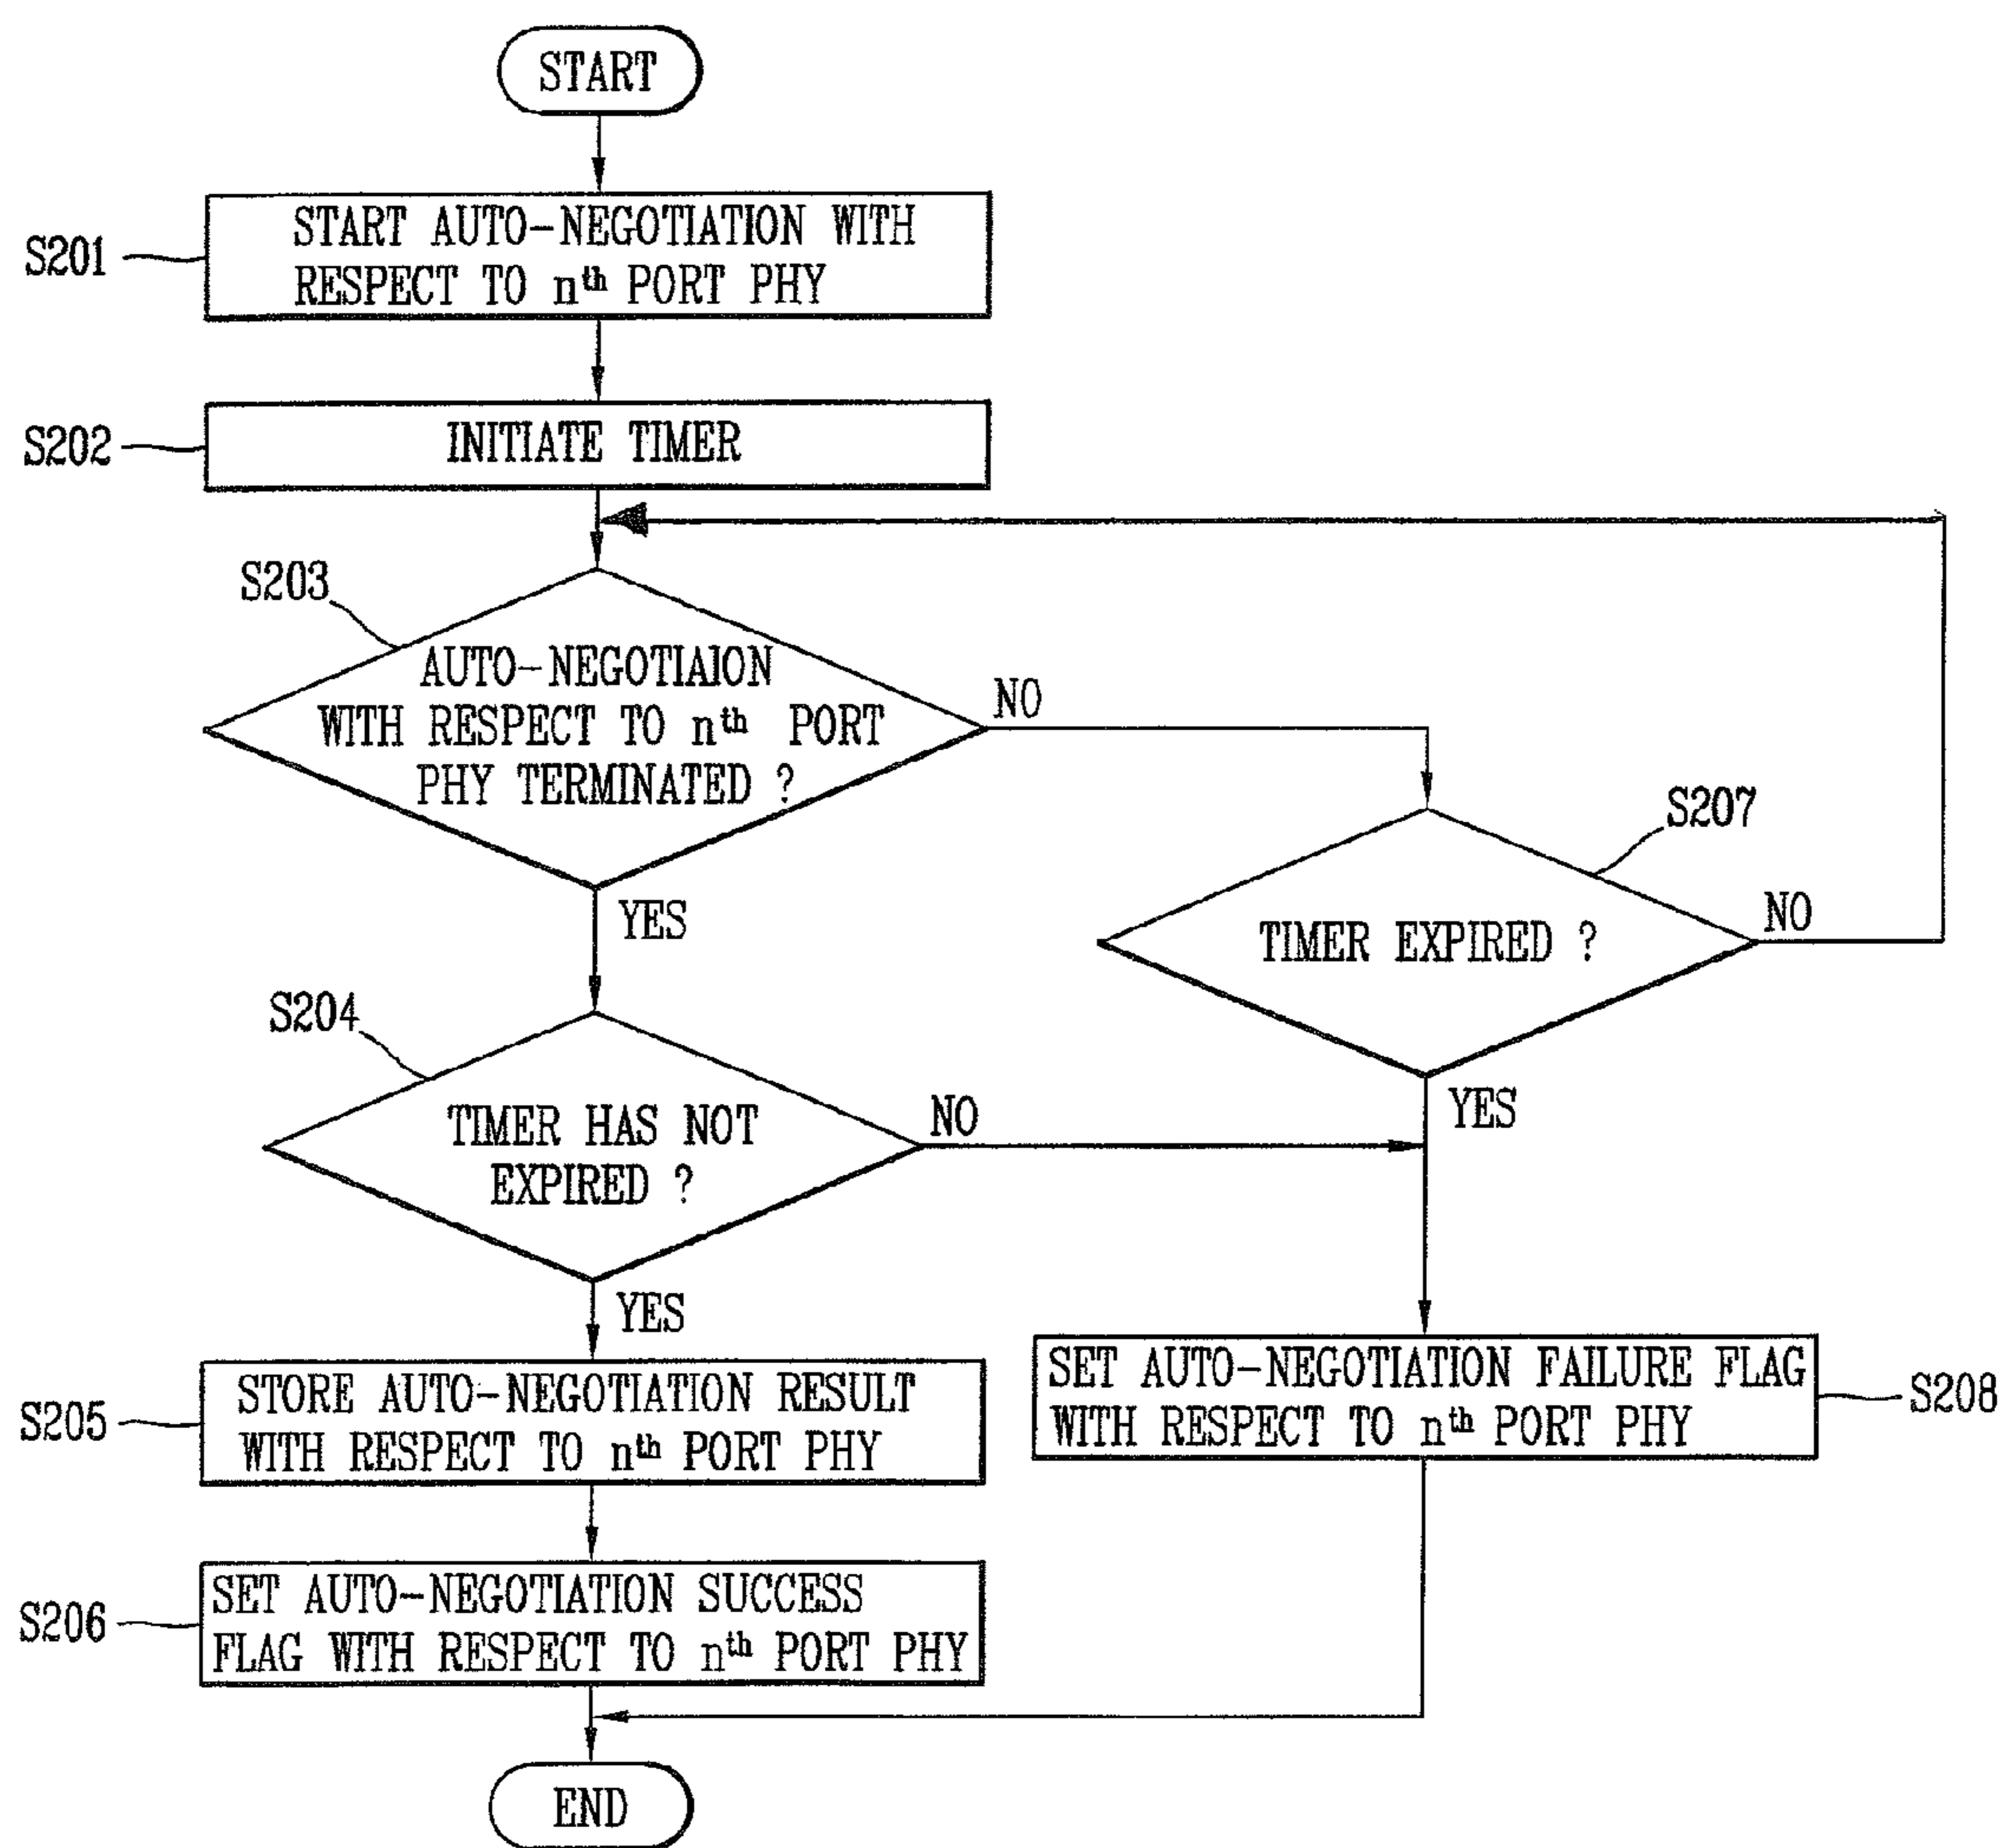 START
S201
START AUTO-NEGOTIATION WITH
RESPECT TO nth PORT PHY
S202
INITIATE TIMER
S203
AUTO-NEGOTIAION
WITH RESPECT TO nth PORT
PHY TERMINATED ?
NO
YES
S207
TIMER EXPIRED ?
NO
YES
S204
TIMER HAS NOT
EXPIRED ?
NO
YES
S205
STORE AUTO-NEGOTIATION RESULT
WITH RESPECT TO nth PORT PHY
SET AUTO-NEGOTIATION FAILURE FLAG
WITH RESPECT TO nth PORT PHY
S208
S206
SET AUTO-NEGOTIATION SUCCESS
FLAG WITH RESPECT TO nth PORT PHY
END